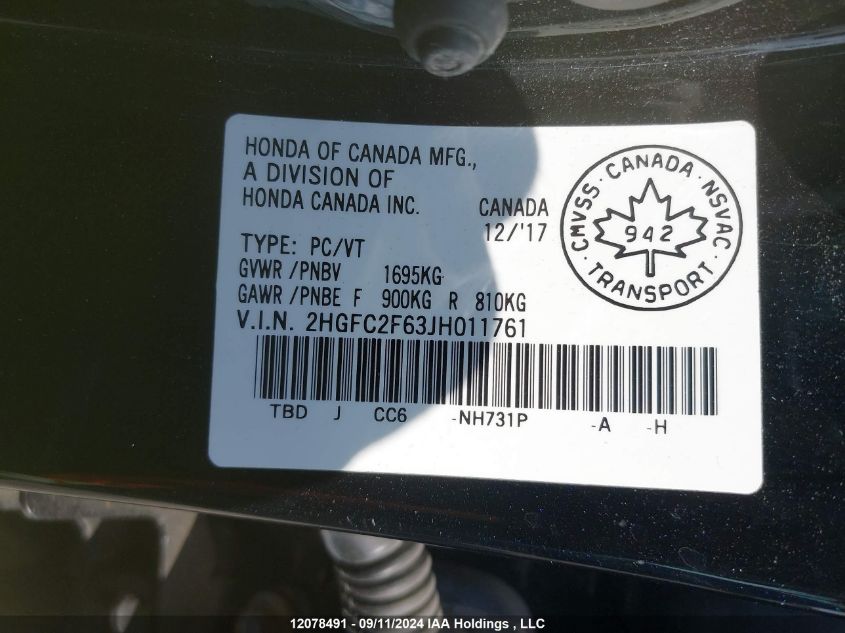 HONDA OF CANADA MFG.,
A DIVISION OF
HONDA CANADA INC. CANADA
12/'17
TYPE: PC/VT
GVWR /PNBV 1695KG
GAWR /PNBE F 900KG R 810KG
V.I.N. 2HGFC2F63JH011761
TBD J CC6 -NH731P -A -H
CMVSS · CANADA · NSVAC
942
· TRANSPORT ·
12078491 - 09/11/2024 IAA Holdings , LLC